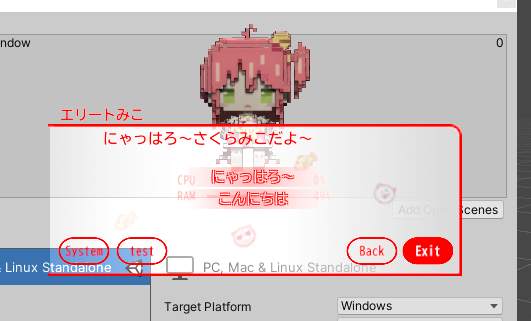 ndow 0
エリートみこ
にゃっはろ～さくらみこだよ～
CPU 0%
にゃっはろ～
RAM 49%
こんにちは
Add Open Scenes
System test Back Exit
& Linux Standalone PC, Mac & Linux Standalone
Target Platform Windows